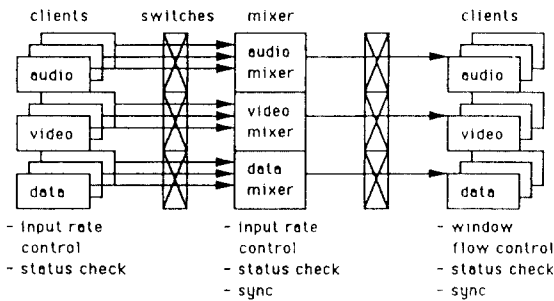 clients switches mixer clients
audio audio mixer audio
video video mixer video
data data mixer data
- input rate control
- status check
- input rate control
- status check
- sync
- window flow control
- status check
- sync